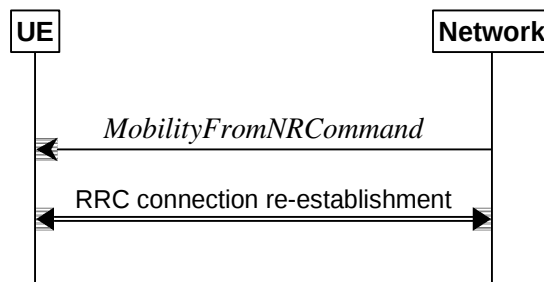 UE
Network
MobilityFromNRCommand
RRC connection re-establishment